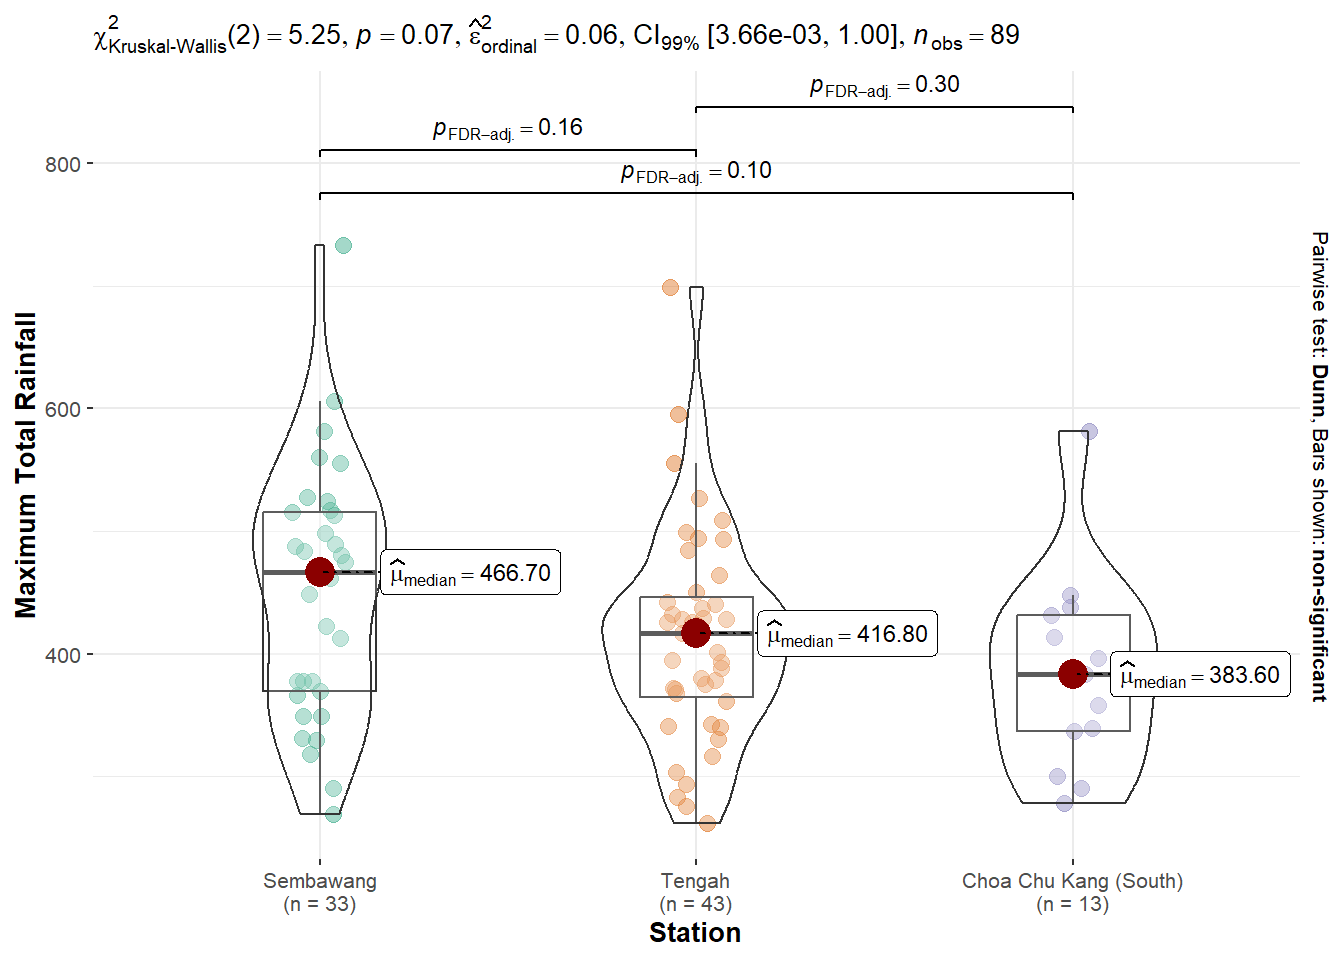 χ²Kruskal-Wallis(2) = 5.25, p = 0.07, ε̂²ordinal = 0.06, CI99% [3.66e-03, 1.00], nobs = 89
pFDR–adj. = 0.30
pFDR–adj. = 0.16
pFDR–adj. = 0.10
800
600
400
Maximum Total Rainfall
μ̂median = 466.70
μ̂median = 416.80
μ̂median = 383.60
Pairwise test: Dunn, Bars shown: non-significant
Sembawang
(n = 33)
Tengah
(n = 43)
Choa Chu Kang (South)
(n = 13)
Station